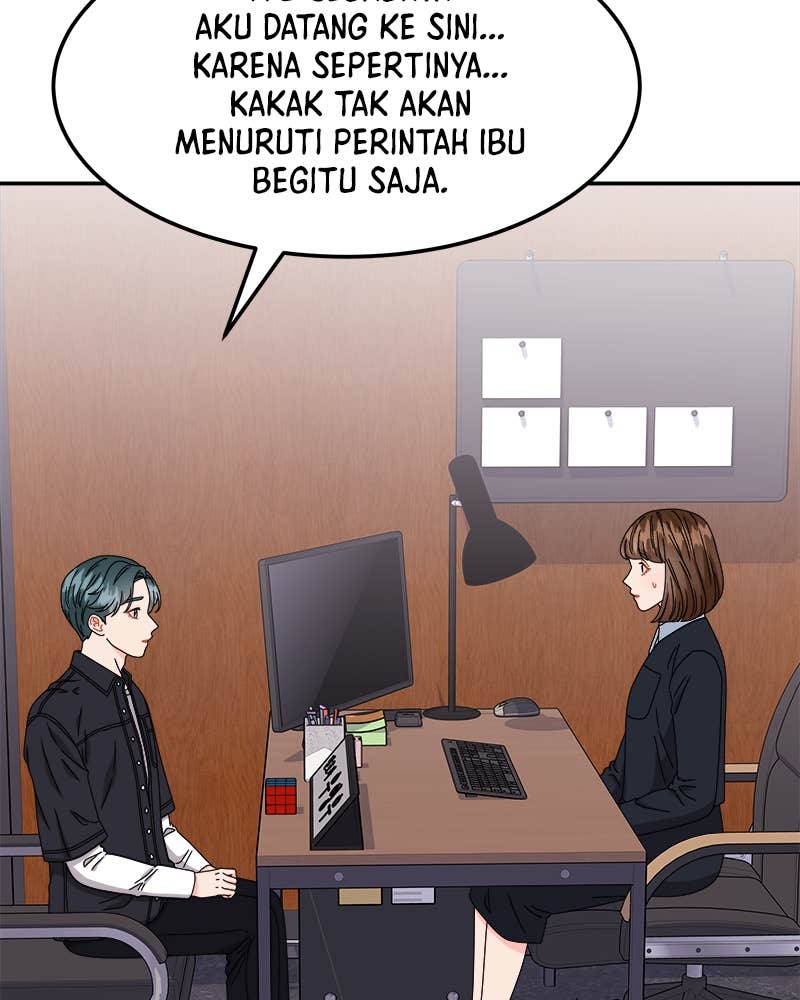 AKU DATANG KE SINI...
KARENA SEPERTINYA...
KAKAK TAK AKAN
MENURUTI PERINTAH IBU
BEGITU SAJA.